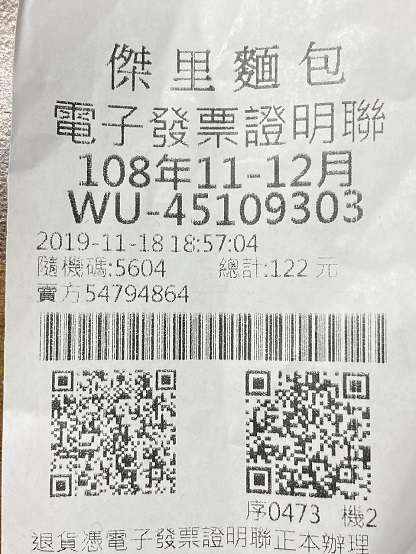 傑里麵包
電子發票證明聯
108年11-12月
WU-45109303
2019-11-18 18:57:04
隨機碼:5604 總計:122 元
賣方54794864
序0473 機2
退貨憑電子發票證明聯正本辦理